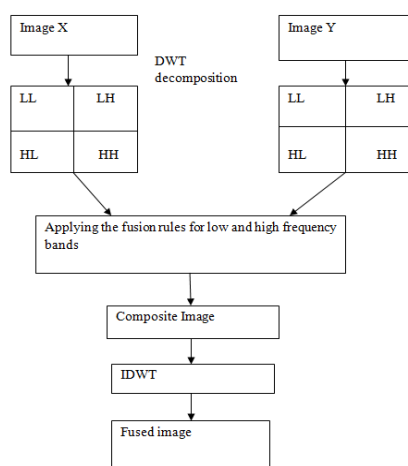 Image X
Image Y
DWT
decomposition
LL LH
HL HH
LL LH
HL HH
Applying the fusion rules for low and high frequency
bands
Composite Image
IDWT
Fused image